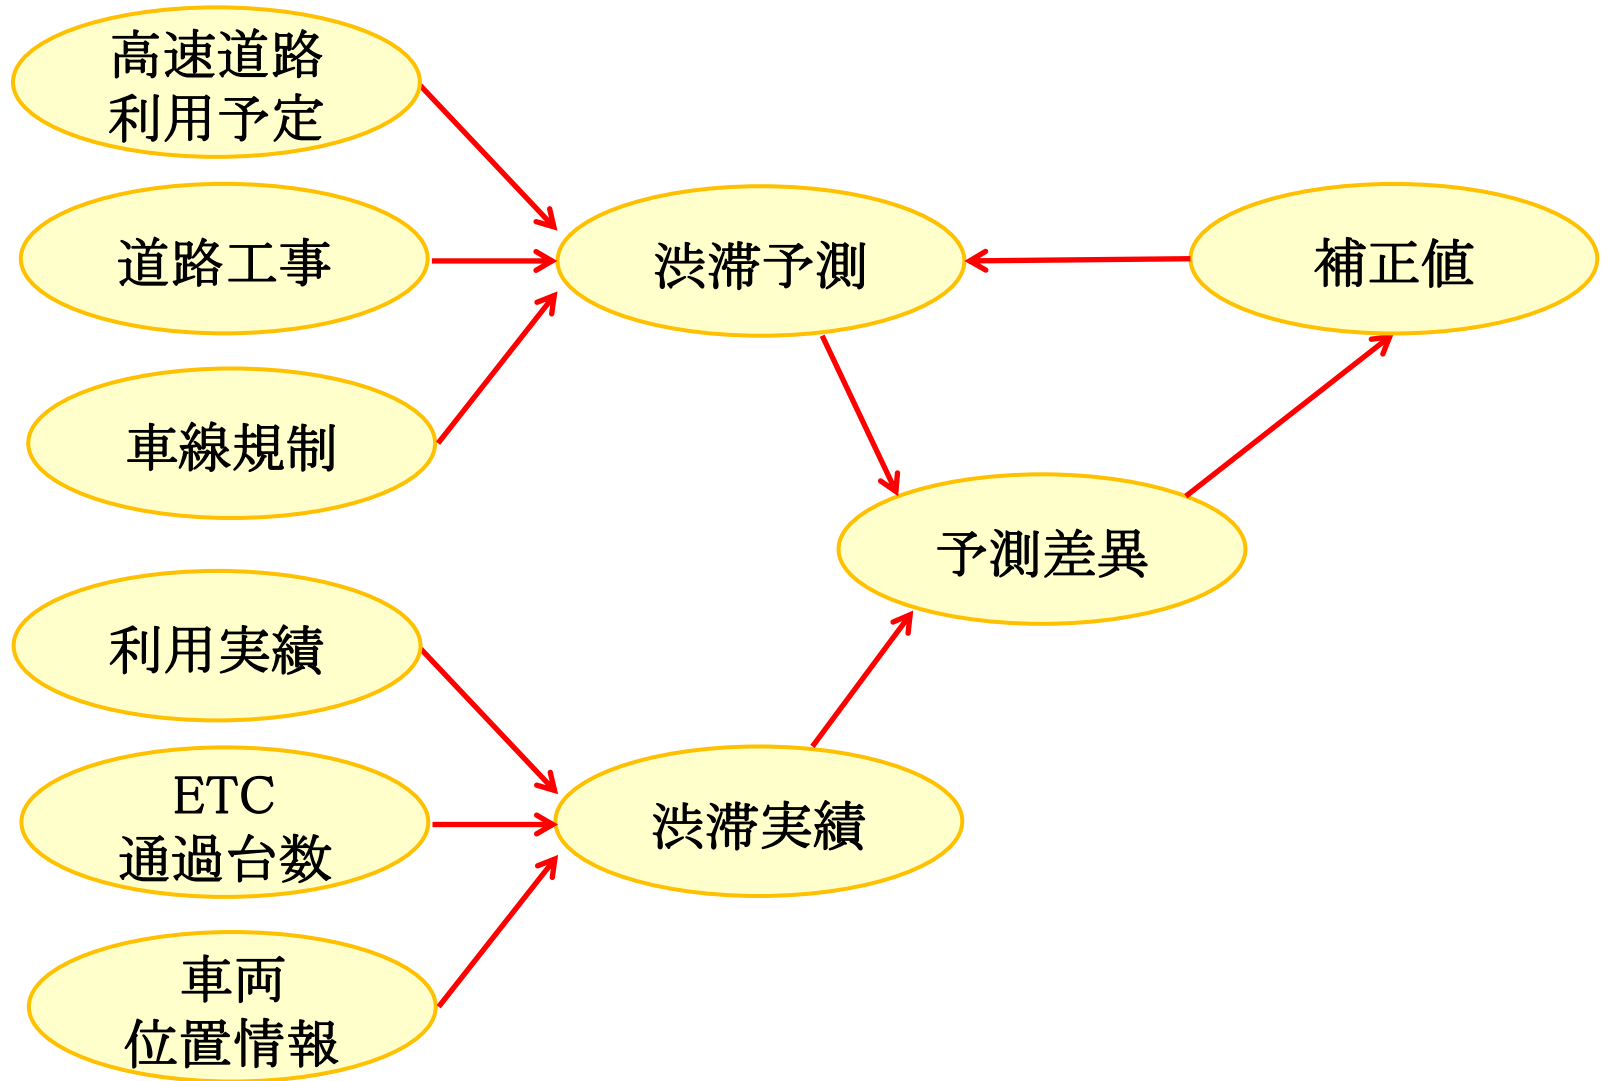 高速道路
利用予定
道路工事
車線規制
渋滞予測
補正値
予測差異
利用実績
ETC
通過台数
車両
位置情報
渋滞実績